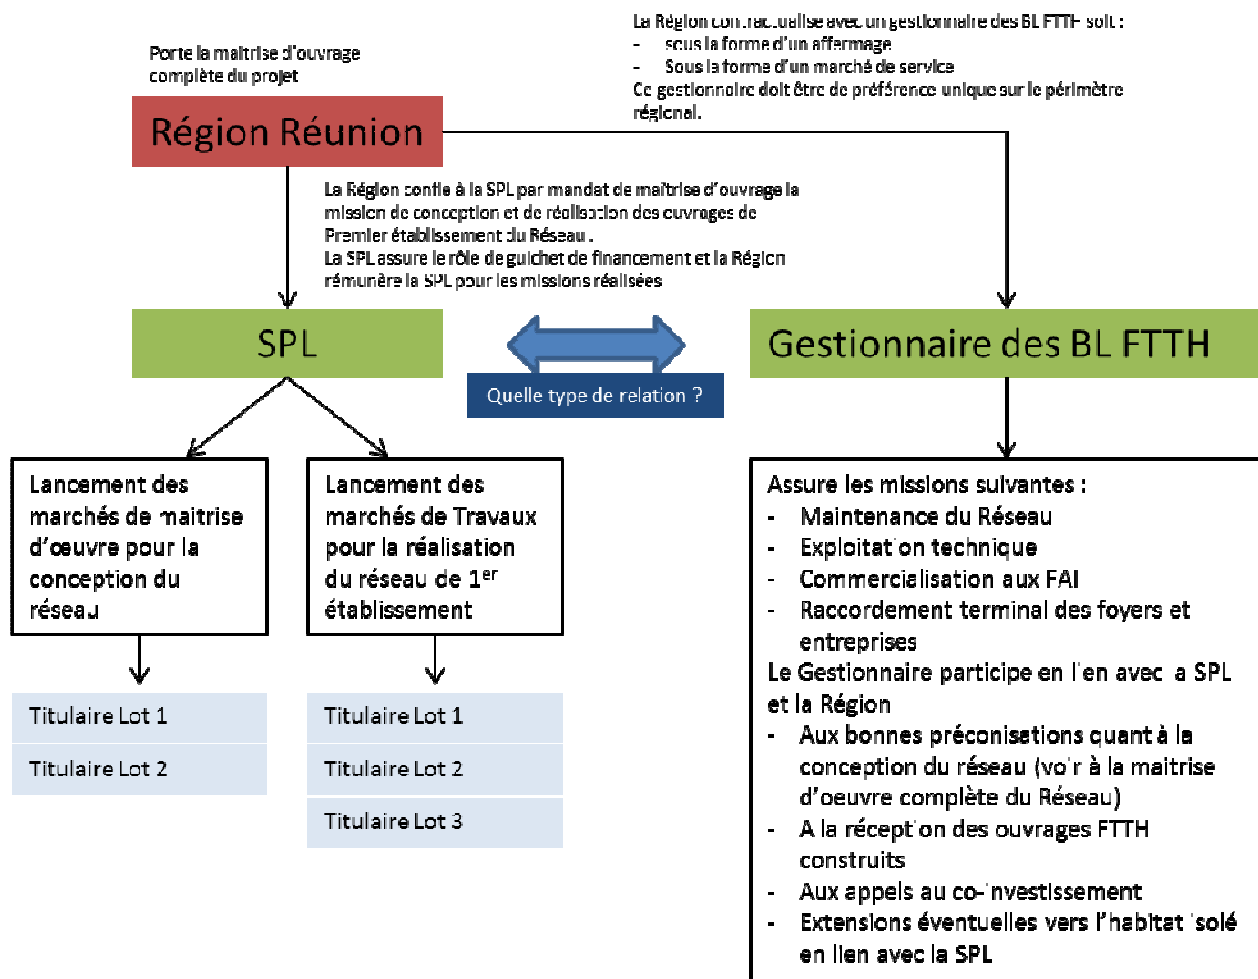 La Région contractualise avec un gestionnaire des BL FTTH soit :
- sous la forme d'un affermage
- Sous la forme d'un marché de service
Ce gestionnaire doit être de préférence unique sur le périmètre
régional.
Porte la maitrise d'ouvrage
complète du projet
Région Réunion
La Région confie à la SPL par mandat de maîtrise d'ouvrage la
mission de conception et de réalisation des ouvrages de
Premier établissement du Réseau.
La SPL assure le rôle de guichet de financement et la Région
rémunère la SPL pour les missions réalisées
SPL
Quelle type de relation ?
Gestionnaire des BL FTTH
Lancement des
marchés de maitrise
d'œuvre pour la
conception du
réseau
Lancement des
marchés de Travaux
pour la réalisation
du réseau de 1er
établissement
Titulaire Lot 1
Titulaire Lot 2
Titulaire Lot 1
Titulaire Lot 2
Titulaire Lot 3
Assure les missions suivantes :
- Maintenance du Réseau
- Exploitation technique
- Commercialisation aux FAI
- Raccordement terminal des foyers et
entreprises
Le Gestionnaire participe en lien avec la SPL
et la Région
- Aux bonnes préconisations quant à la
conception du réseau (voir à la maitrise
d'oeuvre complète du Réseau)
- A la réception des ouvrages FTTH
construits
- Aux appels au co-investissement
- Extensions éventuelles vers l'habitat isolé
en lien avec la SPL